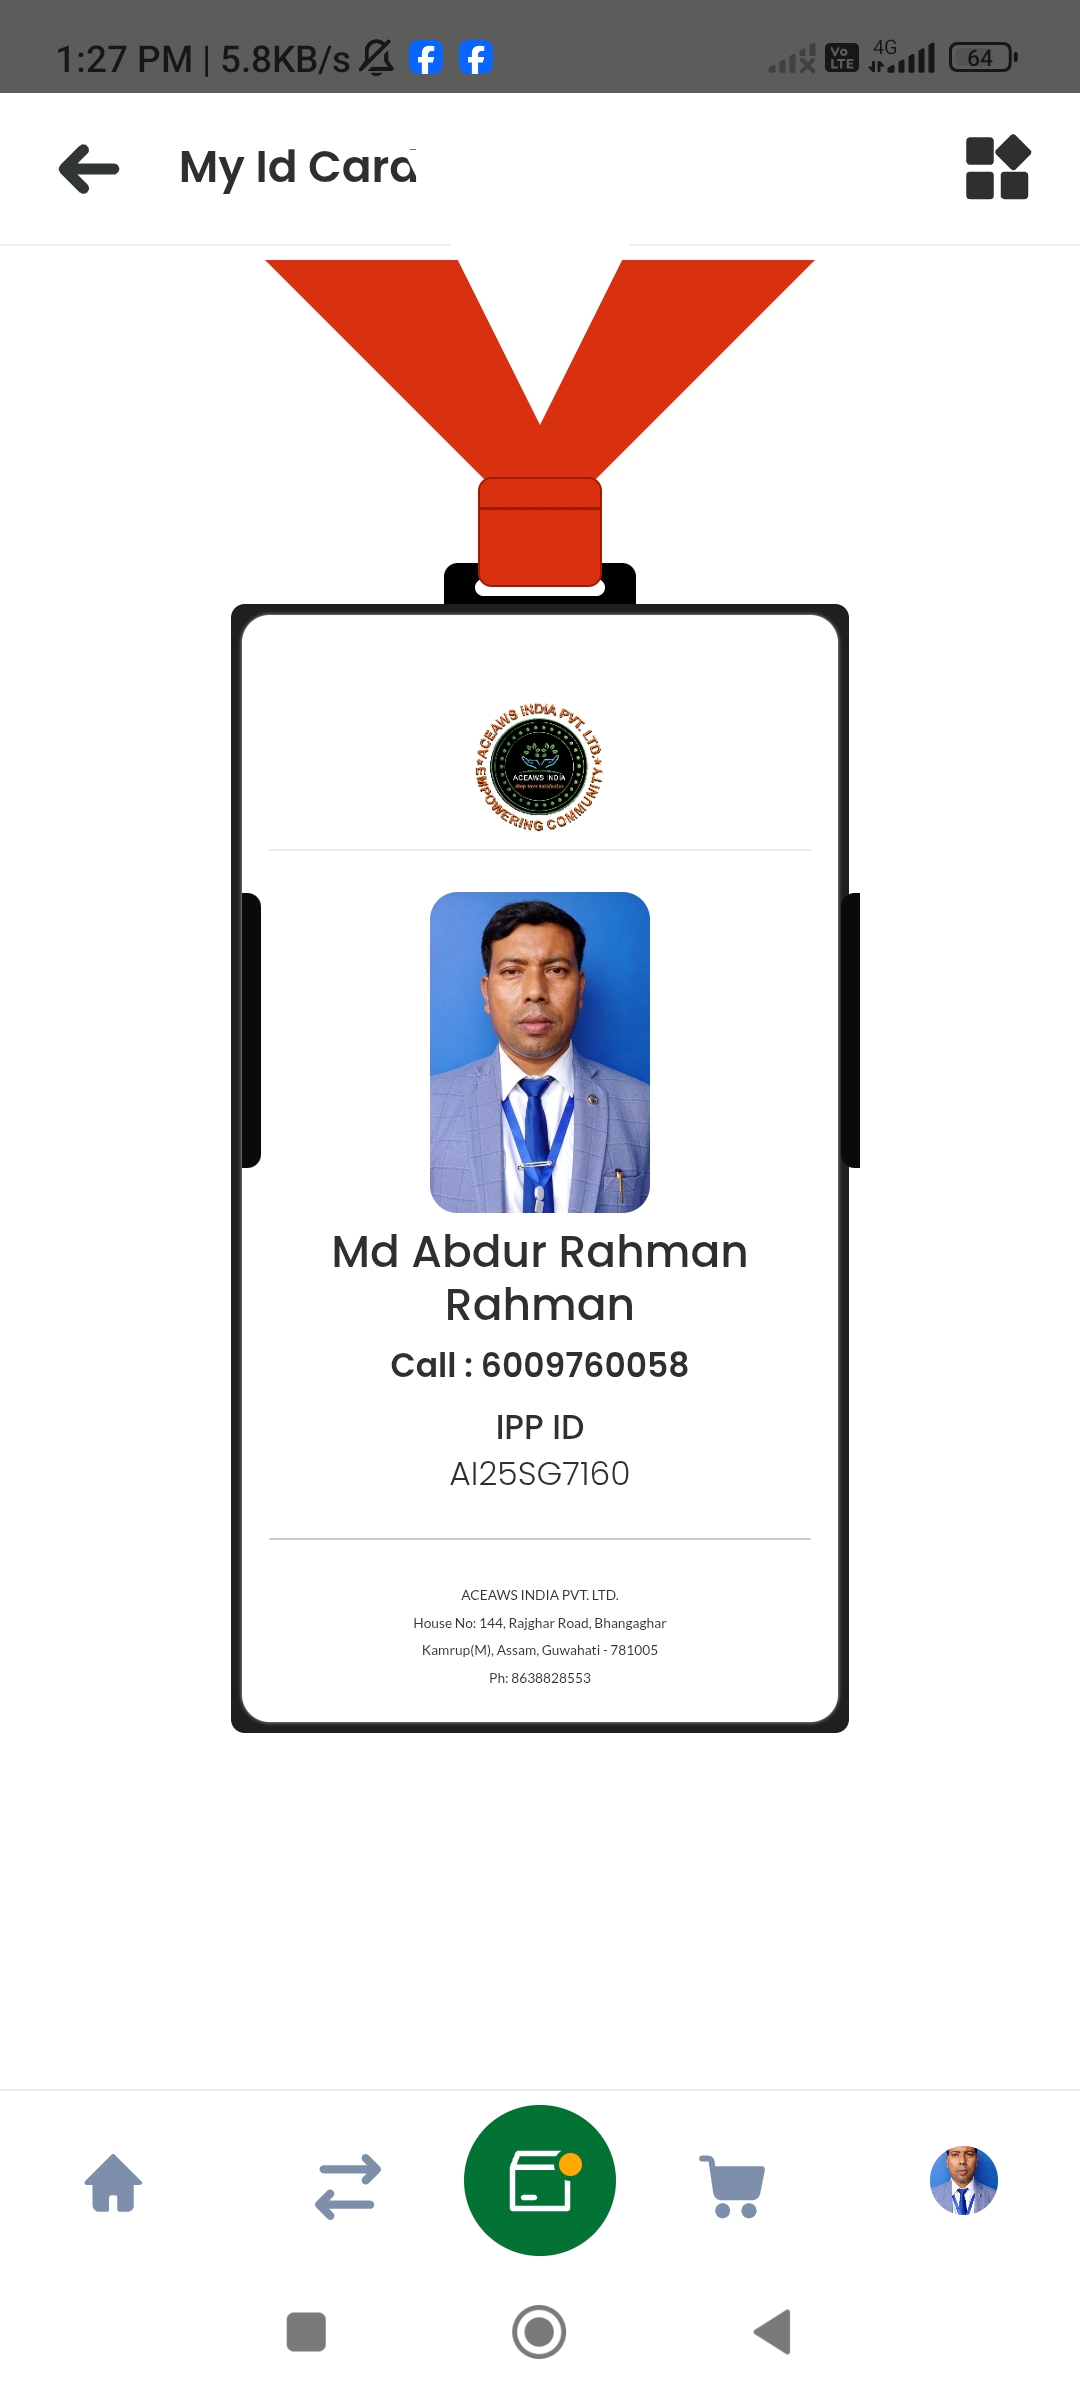 1:27 PM | 5.8KB/s
Vo LTE
4G
64
My Id Card
ACEAWS INDIA PVT. LTD.
ACEAWS INDIA
EMPOWERING COMMUNITY
Md Abdur Rahman
Rahman
Call : 6009760058
IPP ID
AI25SG7160
ACEAWS INDIA PVT. LTD.
House No: 144, Rajghar Road, Bhangaghar
Kamrup(M), Assam, Guwahati - 781005
Ph: 8638828553